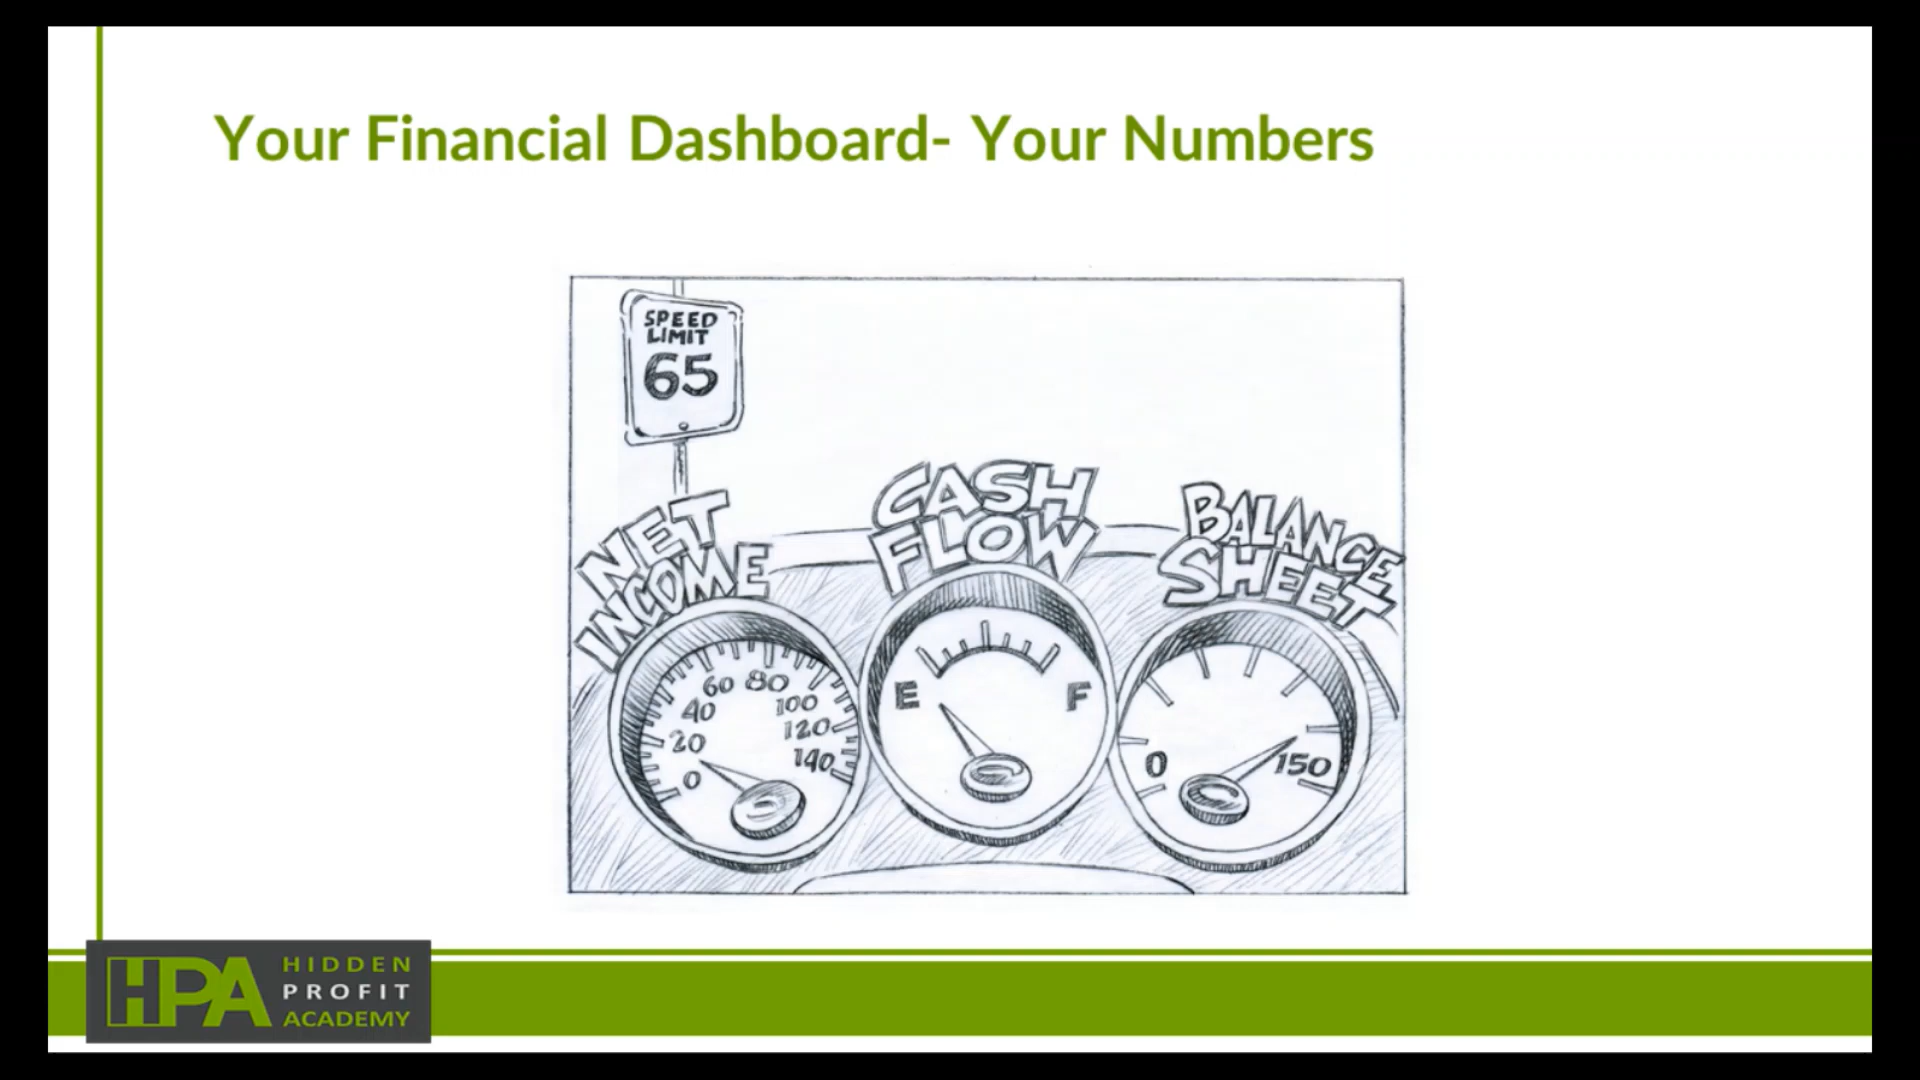 Your Financial Dashboard- Your Numbers
SPEED
LIMIT
65
NET
INCOME
CASH
FLOW
BALANCE
SHEET
0
20
40
60
80
100
120
140
E
F
0
150
HPA
HIDDEN
PROFIT
ACADEMY